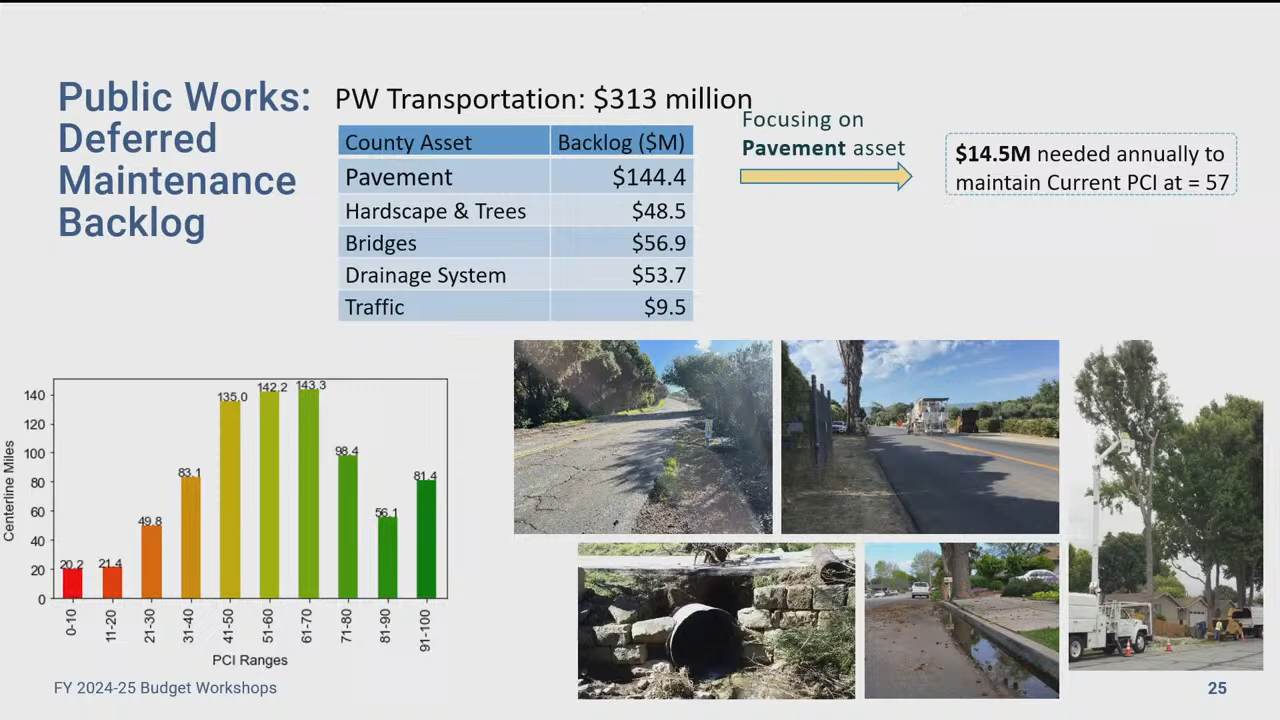 Public Works:
Deferred
Maintenance
Backlog
PW Transportation: $313 million
County Asset Backlog ($M)
Pavement $144.4
Hardscape & Trees $48.5
Bridges $56.9
Drainage System $53.7
Traffic $9.5
Focusing on
Pavement asset
$14.5M needed annually to
maintain Current PCI at = 57
Centerline Miles
140
120
100
80
60
40
20
0
20.2
21.4
49.8
83.1
135.0
142.2
143.3
98.4
56.1
81.4
0-10
11-20
21-30
31-40
41-50
51-60
61-70
71-80
81-90
91-100
PCI Ranges
FY 2024-25 Budget Workshops
25